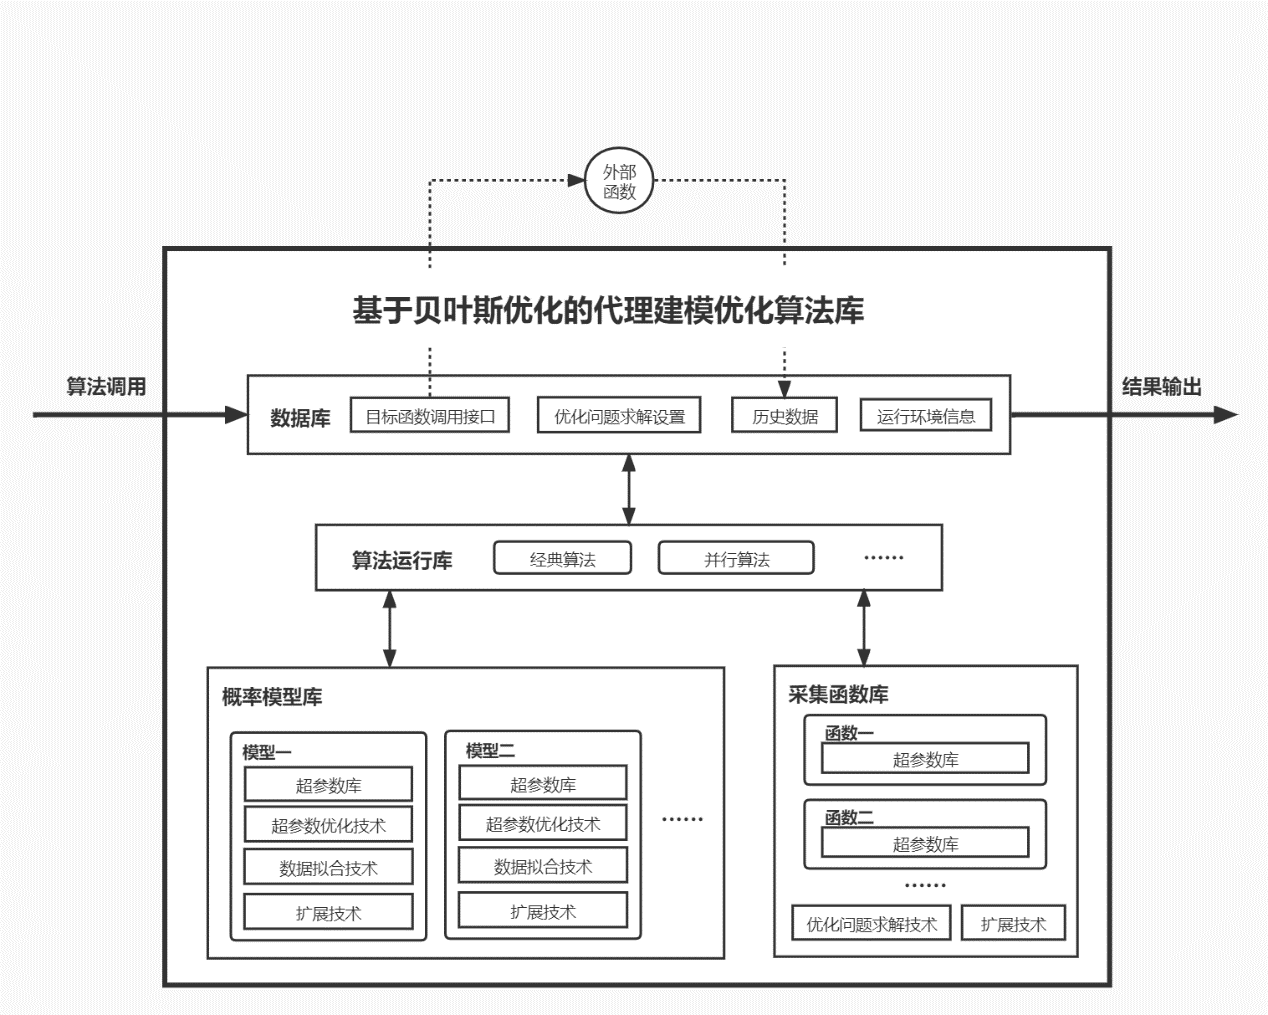 外部
函数
基于贝叶斯优化的代理建模优化算法库
算法调用
结果输出
数据库
目标函数调用接口
优化问题求解设置
历史数据
运行环境信息
算法运行库
经典算法
并行算法
······
概率模型库
模型一
超参数库
超参数优化技术
数据拟合技术
扩展技术
模型二
超参数库
超参数优化技术
数据拟合技术
扩展技术
······
采集函数库
函数一
超参数库
函数二
超参数库
······
优化问题求解技术
扩展技术